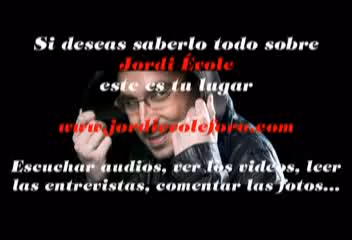 Si deseas saberlo todo sobre
Jordi Évole
este es tu lugar
www.jordievoleforo.com
Escuchar audios, ver los videos, leer
las entrevistas, comentar las fotos...